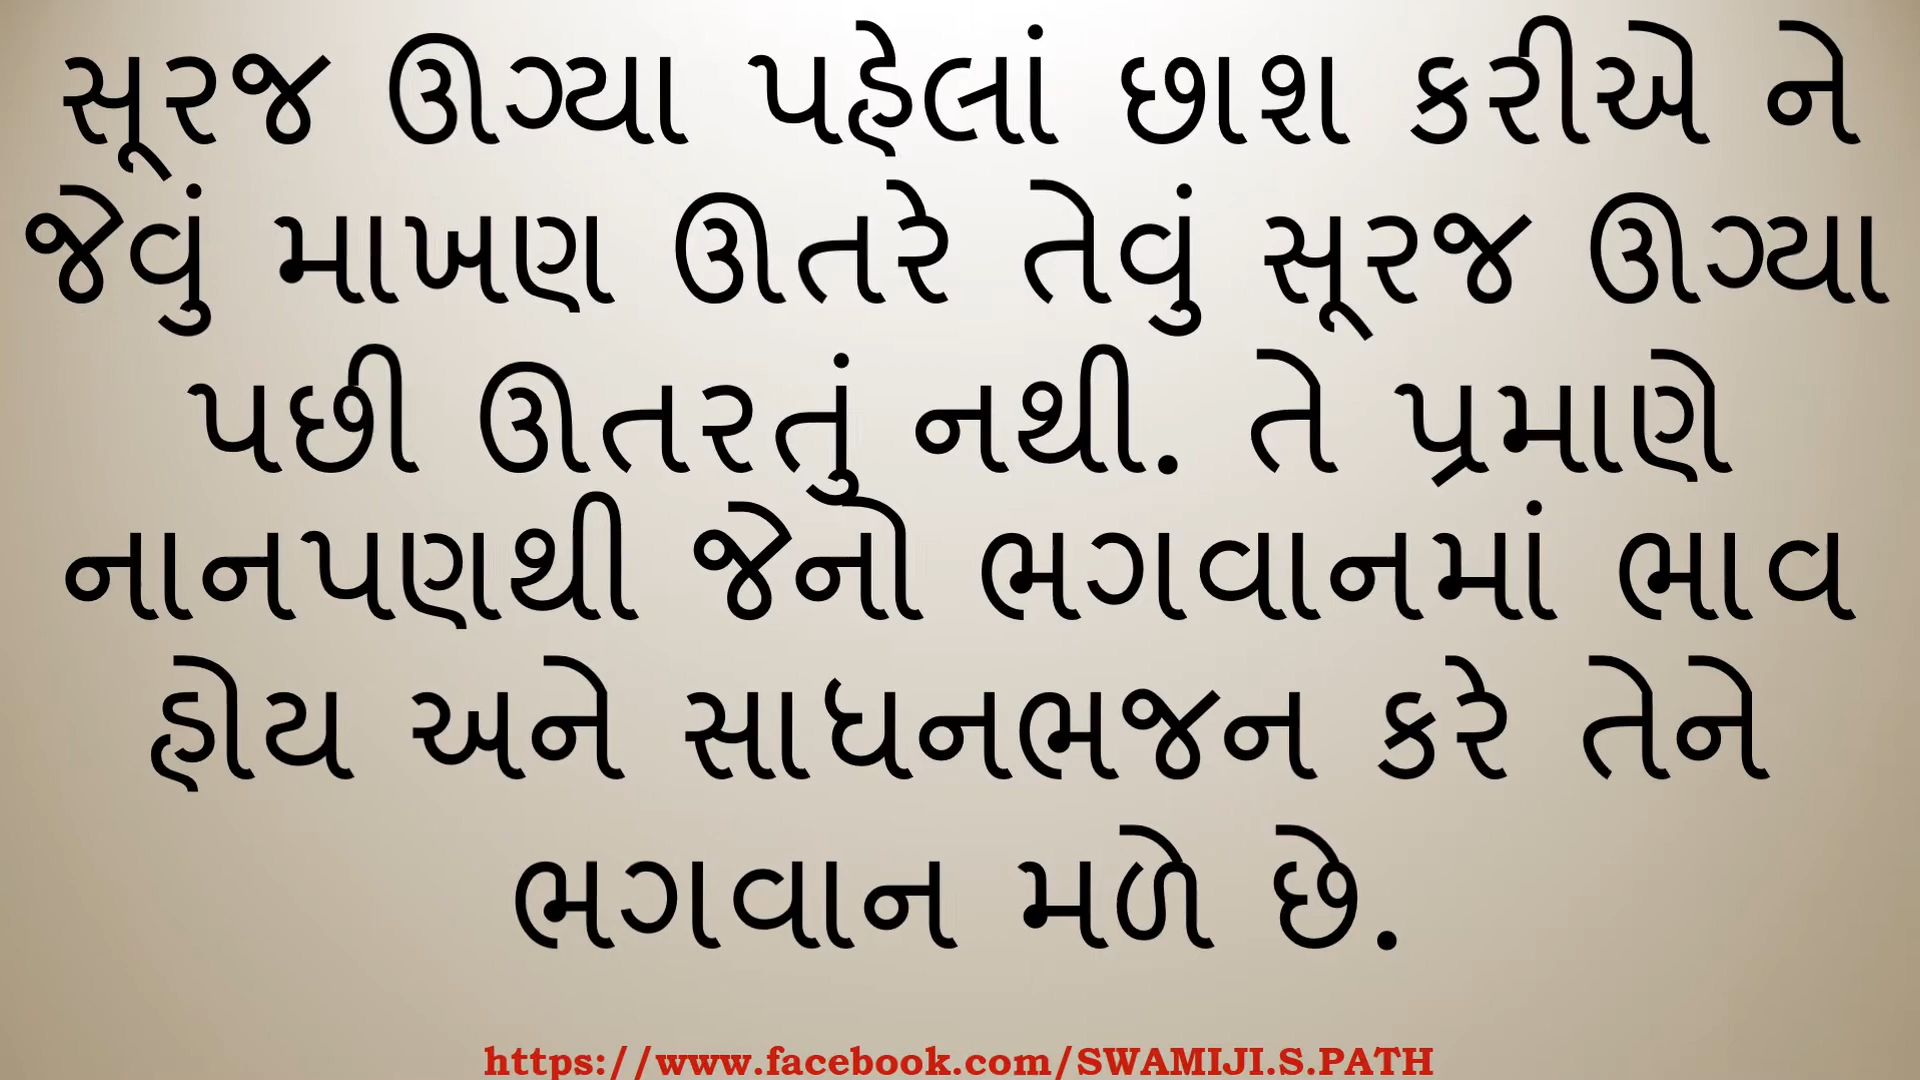 સૂરજ ઊગ્યા પહેલાં છાશ કરીએ ને
જેવું માખણ ઊતરે તેવું સૂરજ ઊગ્યા
પછી ઊતરતું નથી. તે પ્રમાણે
નાનપણથી જેનો ભગવાનમાં ભાવ
હોય અને સાધનભજન કરે તેને
ભગવાન મળે છે.
https://www.facebook.com/SWAMIJI.S.PATH